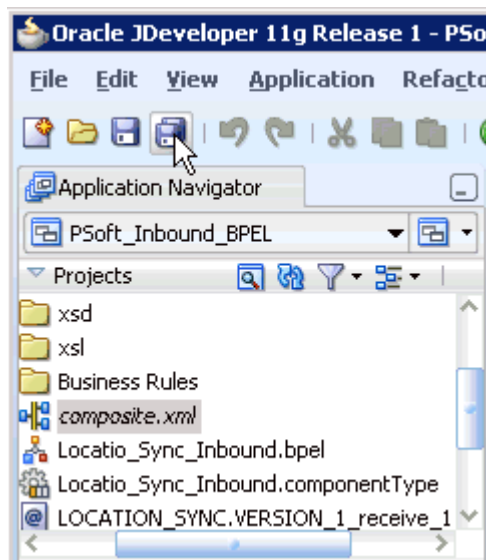 Oracle JDeveloper 11g Release 1 - PSo
File Edit View Application Refacto
Application Navigator
PSoft_Inbound_BPEL
Projects
xsd
xsl
Business Rules
composite.xml
Locatio_Sync_Inbound.bpel
Locatio_Sync_Inbound.componentType
LOCATION_SYNC.VERSION_1_receive_1